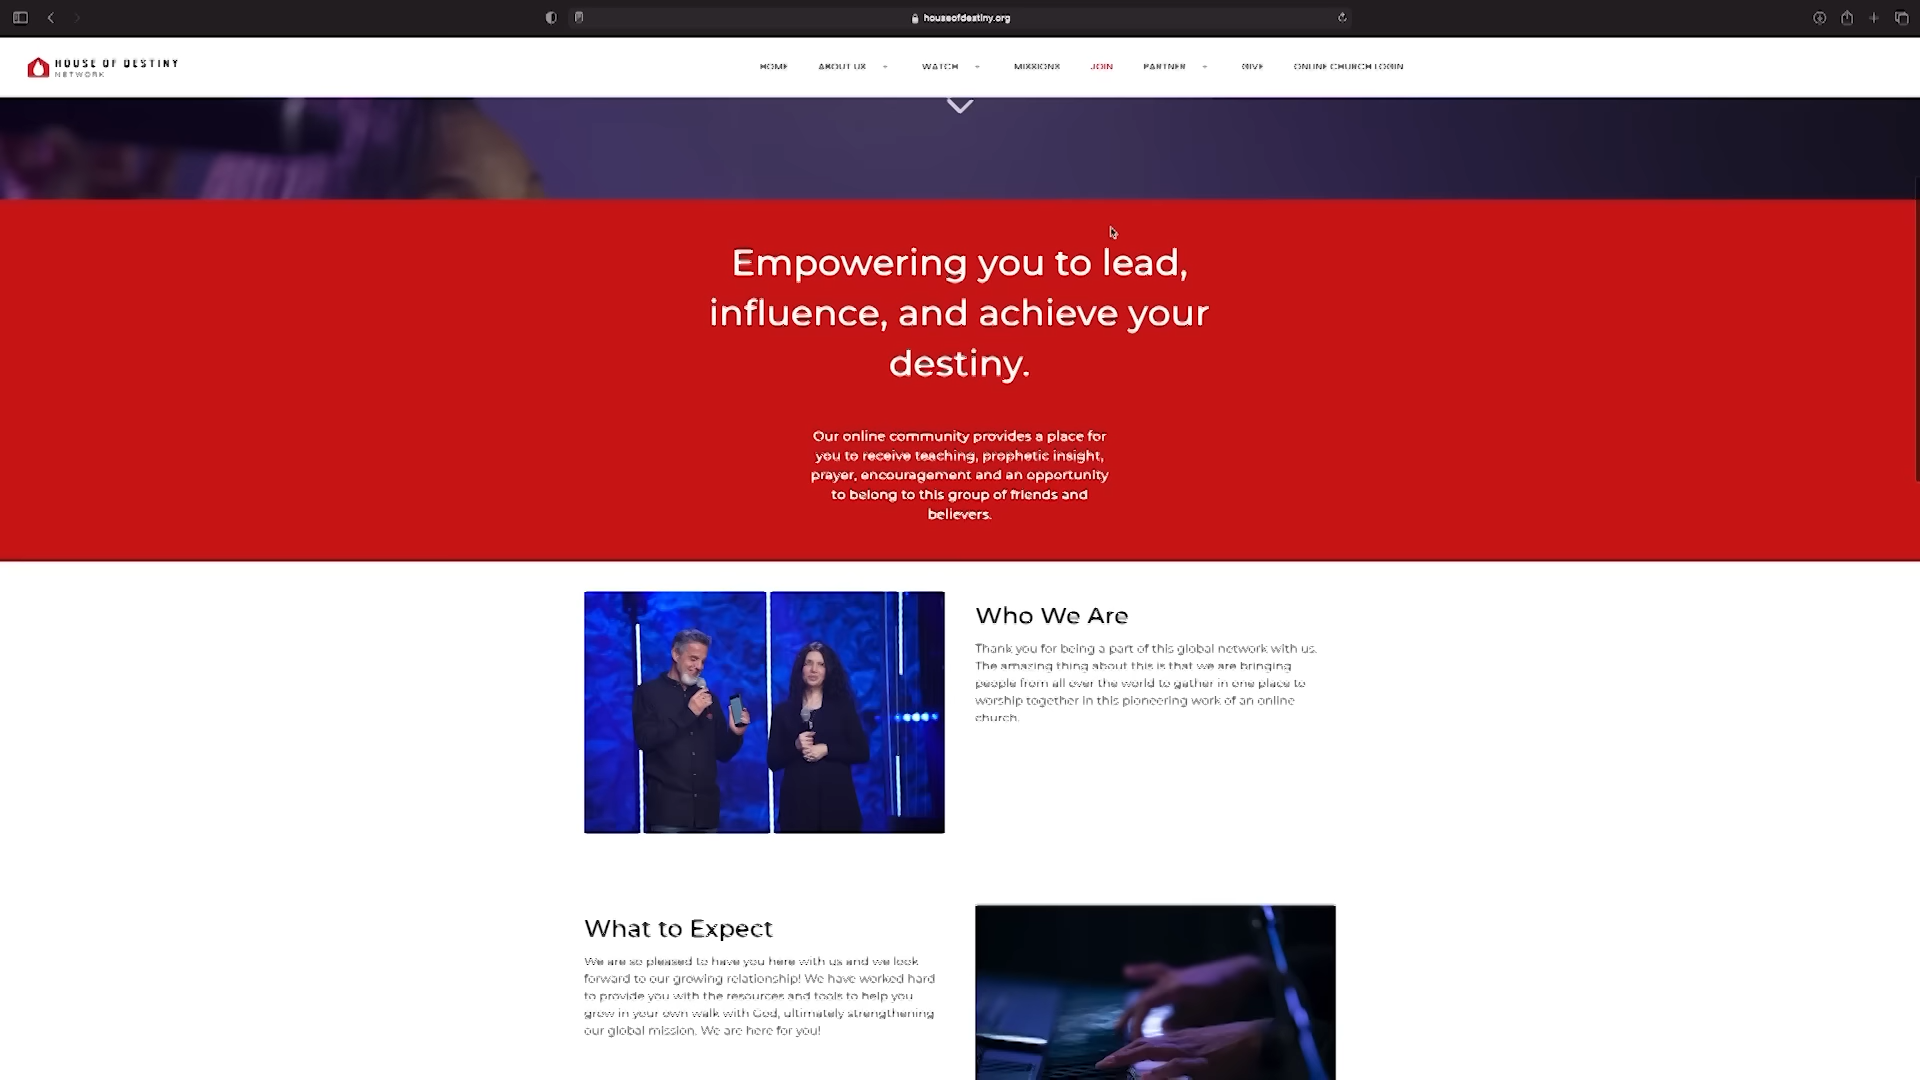 houseofdestiny.org
HOUSE OF DESTINY
NETWORK
HOME ABOUT US WATCH MISSIONS JOIN PARTNER GIVE ONLINE CHURCH LOGIN
Empowering you to lead,
influence, and achieve your
destiny.
Our online community provides a place for
you to receive teaching, prophetic insight,
prayer, encouragement and an opportunity
to belong to this group of friends and
believers.
Who We Are
Thank you for being a part of this global network with us.
The amazing thing about this is that we are bringing
people from all over the world to gather in one place to
worship together in this pioneering work of an online
church.
What to Expect
We are so pleased to have you here with us and we look
forward to our growing relationship! We have worked hard
to provide you with the resources and tools to help you
grow in your own walk with God, ultimately strengthening
our global mission. We are here for you!